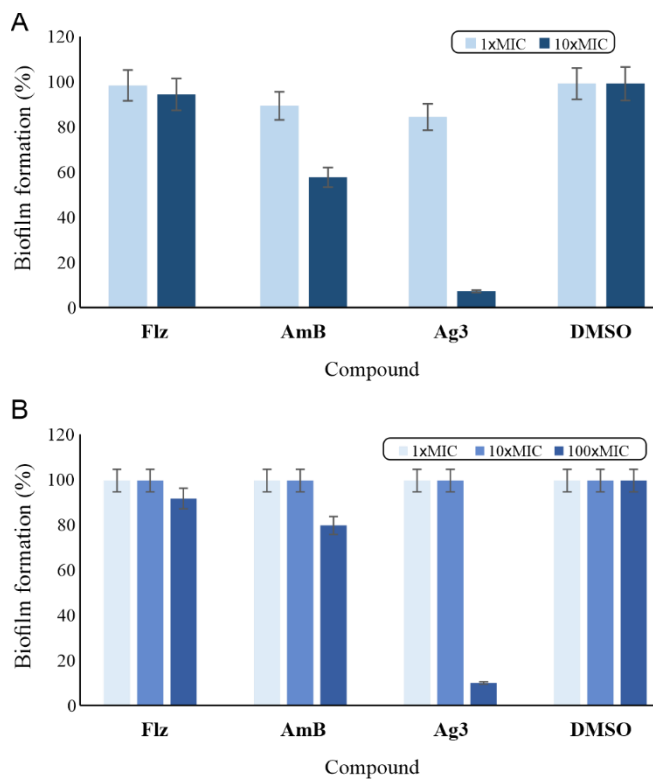 A
120
1xMIC 10xMIC
100
80
60
40
20
0
Biofilm formation (%)
Flz AmB Ag3 DMSO
Compound
B
120
1xMIC 10xMIC 100xMIC
100
80
60
40
20
0
Biofilm formation (%)
Flz AmB Ag3 DMSO
Compound